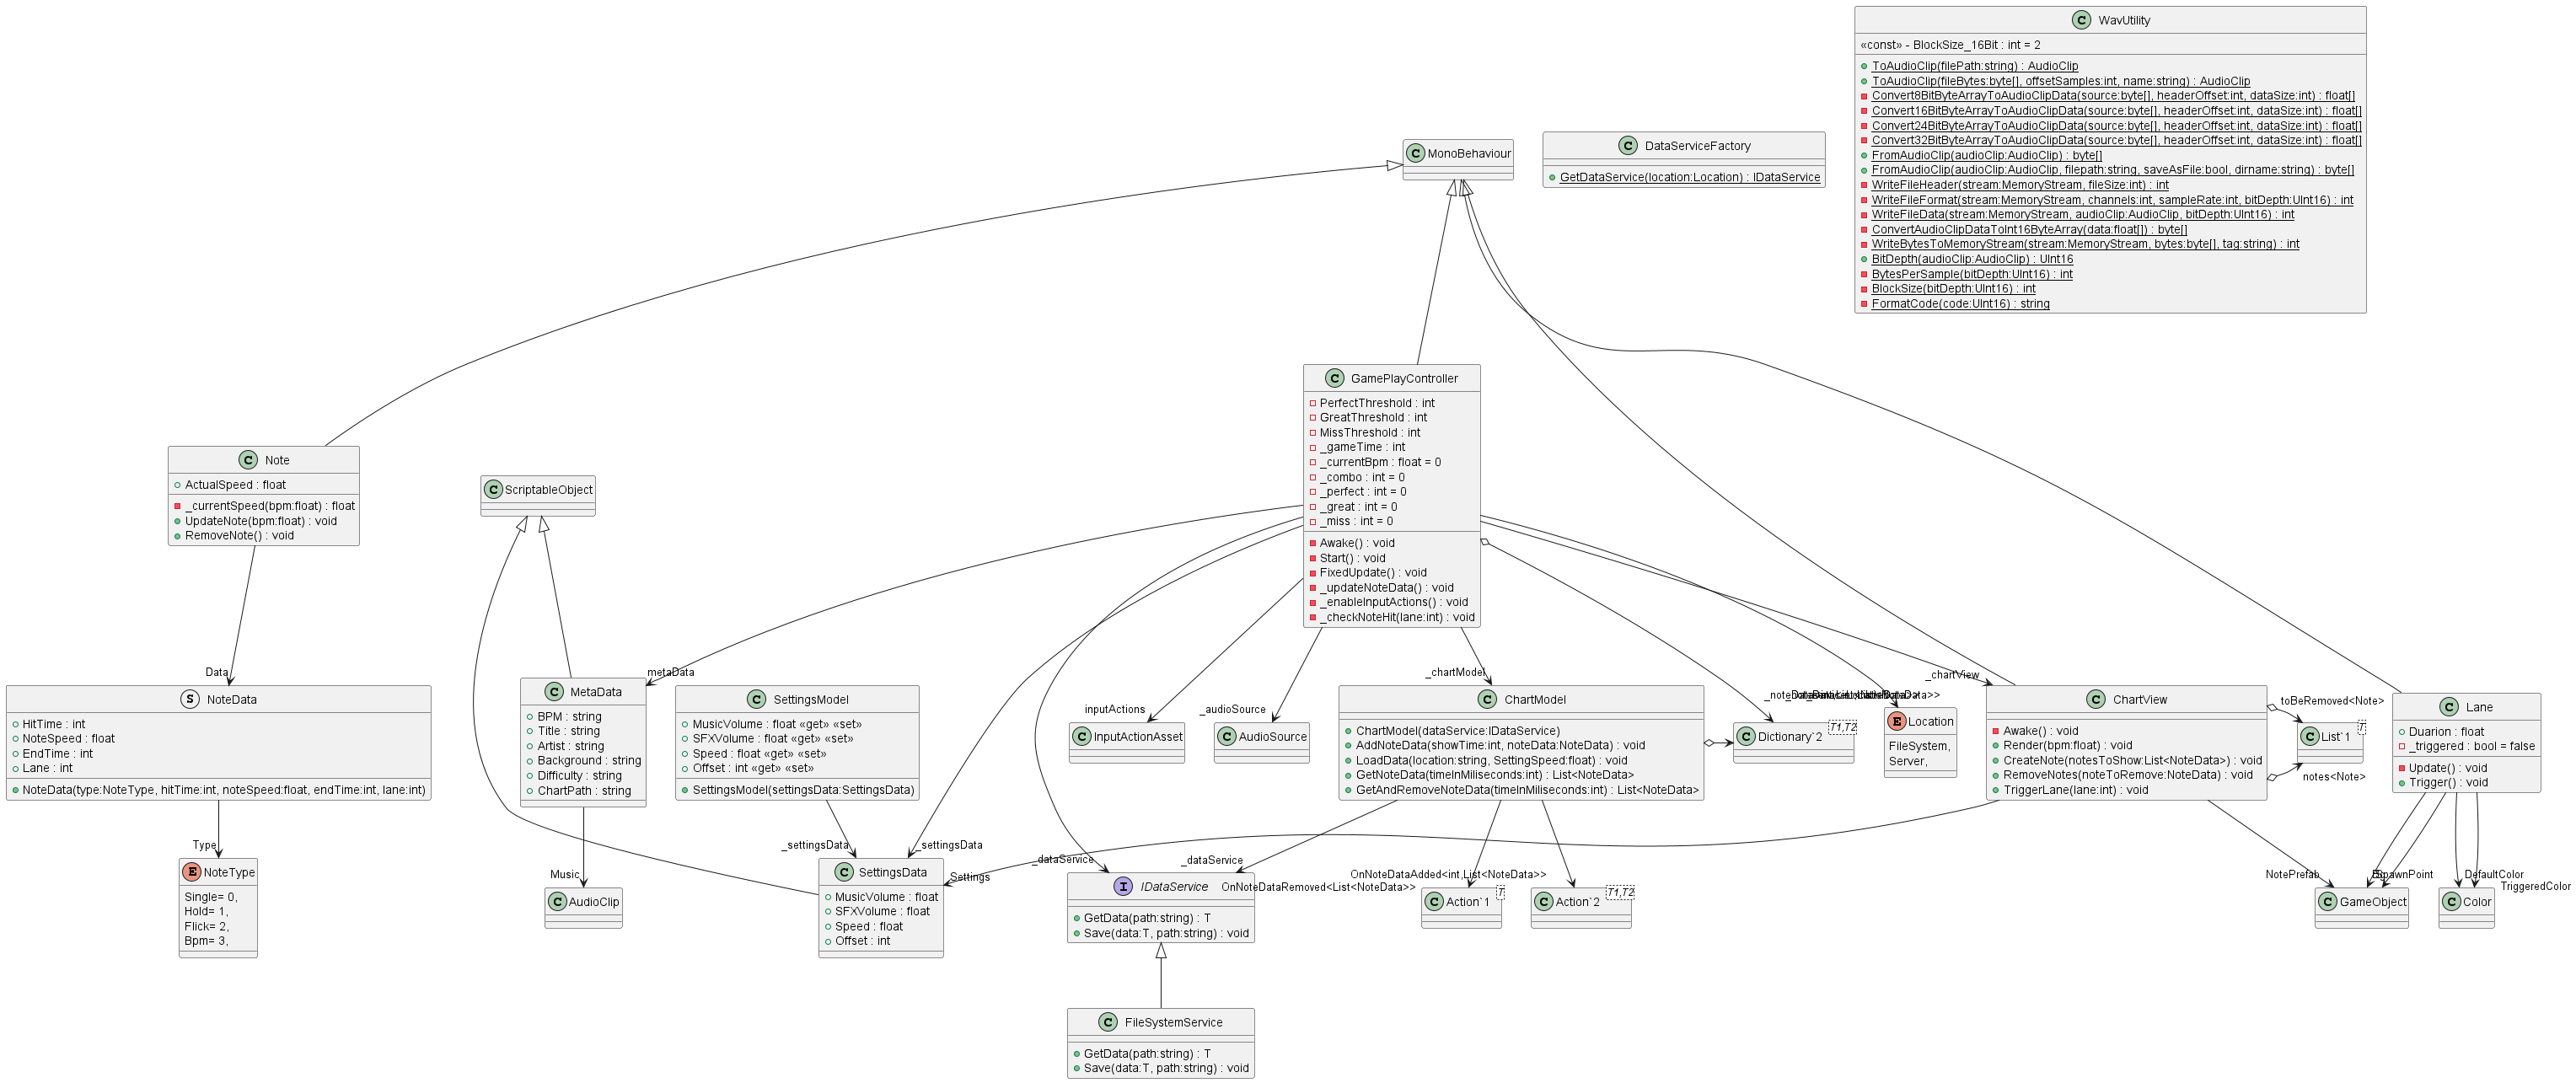 WavUtility
«const» - BlockSize_16Bit : int = 2
ToAudioClip(filePath:string) : AudioClip
ToAudioClip(fileBytes:byte[], offsetSamples:int, name:string) : AudioClip
Convert8BitByteArrayToAudioClipData(source:byte[], headerOffset:int, dataSize:int) : float[]
Convert16BitByteArrayToAudioClipData(source:byte[], headerOffset:int, dataSize:int) : float[]
Convert24BitByteArrayToAudioClipData(source:byte[], headerOffset:int, dataSize:int) : float[]
Convert32BitByteArrayToAudioClipData(source:byte[], headerOffset:int, dataSize:int) : float[]
FromAudioClip(audioClip:AudioClip) : byte[]
FromAudioClip(audioClip:AudioClip, filepath:string, saveAsFile:bool, dirname:string) : byte[]
WriteFileHeader(stream:MemoryStream, fileSize:int) : int
WriteFileFormat(stream:MemoryStream, channels:int, sampleRate:int, bitDepth:UInt16) : int
WriteFileData(stream:MemoryStream, audioClip:AudioClip, bitDepth:UInt16) : int
ConvertAudioClipDataToInt16ByteArray(data:float[]) : byte[]
WriteBytesToMemoryStream(stream:MemoryStream, bytes:byte[], tag:string) : int
BitDepth(audioClip:AudioClip) : UInt16
BytesPerSample(bitDepth:UInt16) : int
BlockSize(bitDepth:UInt16) : int
FormatCode(code:UInt16) : string
C MonoBehaviour
C DataServiceFactory
GetDataService(location:Location) : IDataService
C GamePlayController
PerfectThreshold : int
GreatThreshold : int
MissThreshold : int
_gameTime : int
_currentBpm : float = 0
_combo : int = 0
_perfect : int = 0
_great : int = 0
_miss : int = 0
Awake() : void
Start() : void
FixedUpdate() : void
_updateNoteData() : void
_enableInputActions() : void
_checkNoteHit(lane:int) : void
C Note
ActualSpeed : float
_currentSpeed(bpm:float) : float
UpdateNote(bpm:float) : void
RemoveNote() : void
C ScriptableObject
Data
metaData
_chartModel
_chartView
S NoteData
HitTime : int
NoteSpeed : float
EndTime : int
Lane : int
NoteData(type:NoteType, hitTime:int, noteSpeed:float, endTime:int, lane:int)
C MetaData
BPM : string
Title : string
Artist : string
Background : string
Difficulty : string
ChartPath : string
C SettingsModel
MusicVolume : float «get» «set»
SFXVolume : float «get» «set»
Speed : float «get» «set»
Offset : int «get» «set»
SettingsModel(settingsData:SettingsData)
inputActions
C InputActionAsset
_audioSource
C AudioSource
C ChartModel
ChartModel(dataService:IDataService)
AddNoteData(showTime:int, noteData:NoteData) : void
LoadData(location:string, SettingSpeed:float) : void
GetNoteData(timeInMiliseconds:int) : List<NoteData>
GetAndRemoveNoteData(timeInMiliseconds:int) : List<NoteData>
C Dictionary`2
T1,T2
E Location
FileSystem,
Server,
C ChartView
Awake() : void
Render(bpm:float) : void
CreateNote(notesToShow:List<NoteData>) : void
RemoveNotes(noteToRemove:NoteData) : void
TriggerLane(lane:int) : void
toBeRemoved<Note>
C List`1
T
notes<Note>
C Lane
Duarion : float
_triggered : bool = false
Update() : void
Trigger() : void
Type
E NoteType
Single= 0,
Hold= 1,
Flick= 2,
Bpm= 3,
Music
C AudioClip
_settingsData
_settingsData
C SettingsData
MusicVolume : float
SFXVolume : float
Speed : float
Offset : int
Settings
_dataService
_dataService
I IDataService
GetData(path:string) : T
Save(data:T, path:string) : void
OnNoteDataRemoved<List<NoteData>>
OnNoteDataAdded<int,List<NoteData>>
C Action`1
T
C Action`2
T1,T2
NotePrefab
SpawnPoint
C GameObject
DefaultColor
TriggeredColor
C Color
C FileSystemService
GetData(path:string) : T
Save(data:T, path:string) : void